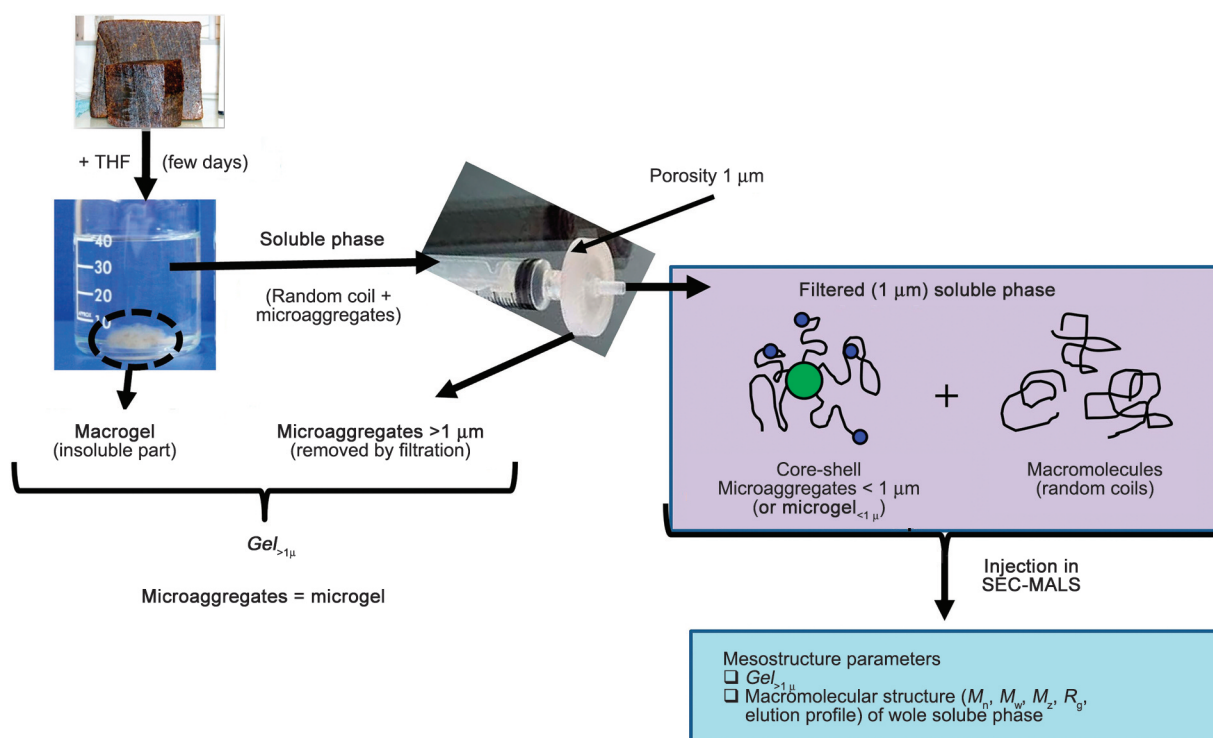 + THF (few days)
40
30
20
10
Soluble phase
(Random coil +
microaggregates)
Porosity 1 μm
Macrogel
(insoluble part)
Microaggregates >1 μm
(removed by filtration)
Gel>1μ
Microaggregates = microgel
Filtered (1 μm) soluble phase
+
Core-shell
Microaggregates < 1 μm
(or microgel<1 μ)
Macromolecules
(random coils)
Injection in
SEC-MALS
Mesostructure parameters
❑ Gel>1μ
❑ Macromolecular structure (Mn, Mw, Mz, Rg,
elution profile) of wole solube phase